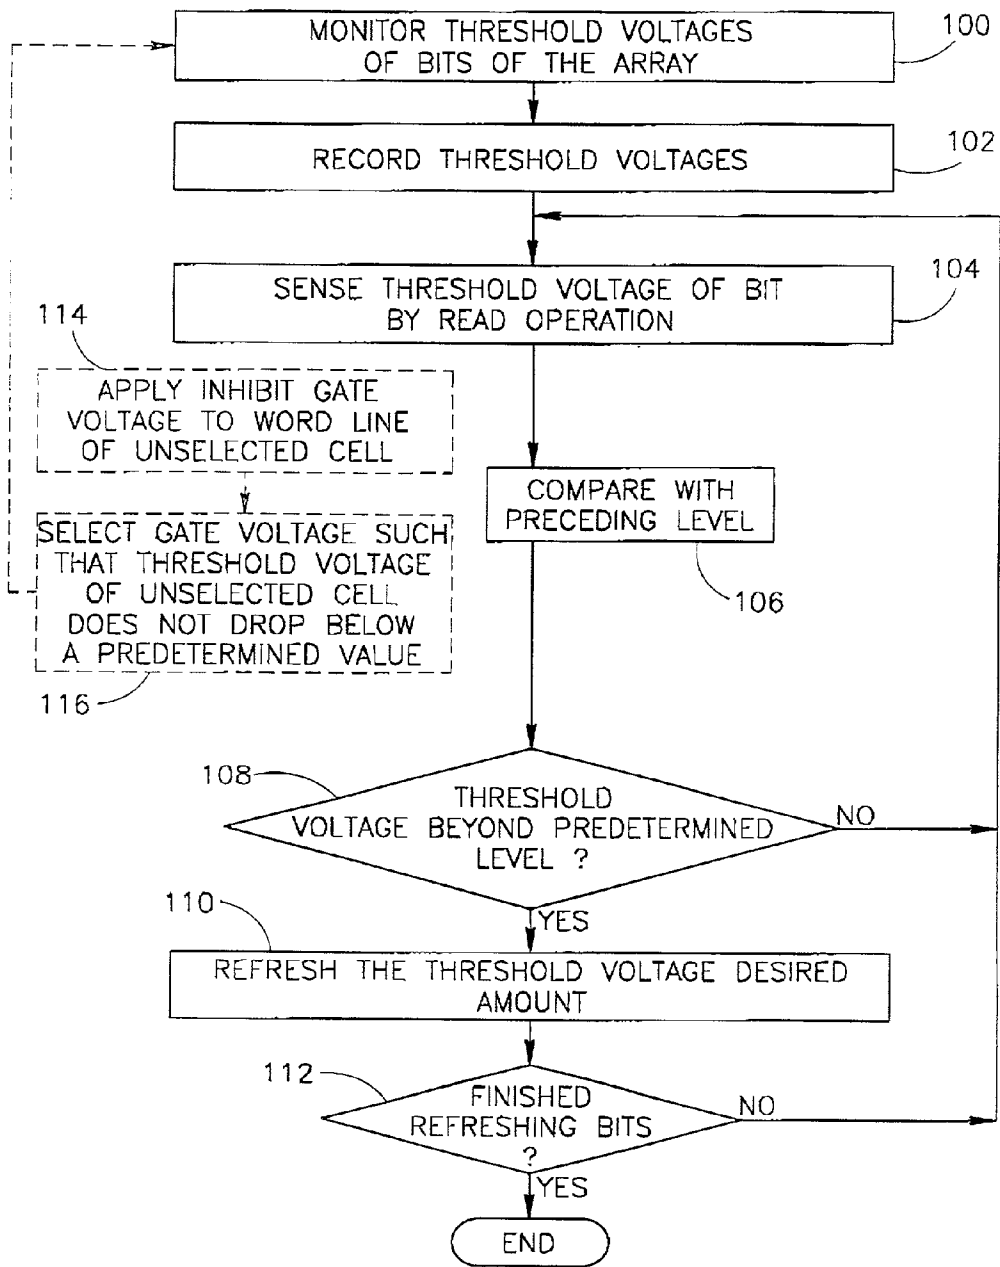 MONITOR THRESHOLD VOLTAGES
OF BITS OF THE ARRAY
100
RECORD THRESHOLD VOLTAGES
102
SENSE THRESHOLD VOLTAGE OF BIT
BY READ OPERATION
104
114
APPLY INHIBIT GATE
VOLTAGE TO WORD LINE
OF UNSELECTED CELL
COMPARE WITH
PRECEDING LEVEL
106
SELECT GATE VOLTAGE SUCH
THAT THRESHOLD VOLTAGE
OF UNSELECTED CELL
DOES NOT DROP BELOW
A PREDETERMINED VALUE
116
108
THRESHOLD
VOLTAGE BEYOND PREDETERMINED
LEVEL ?
NO
YES
110
REFRESH THE THRESHOLD VOLTAGE DESIRED
AMOUNT
112
FINISHED
REFRESHING BITS
?
NO
YES
END